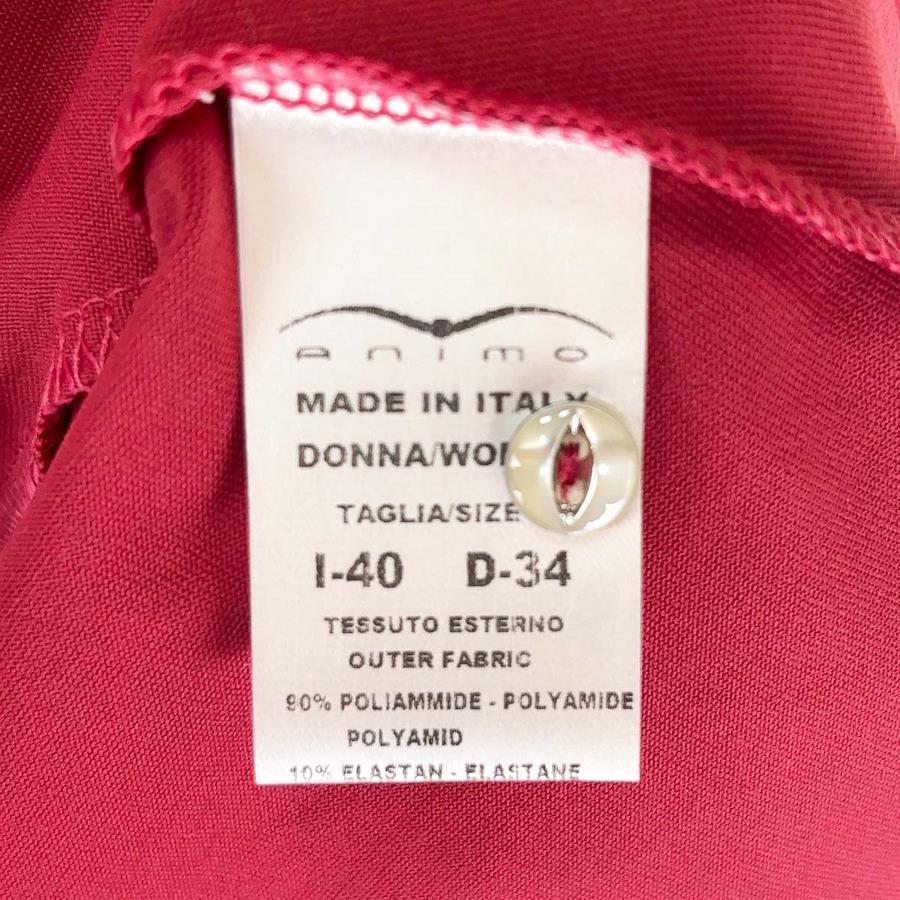 animo
MADE IN ITALY
DONNA/WO
TAGLIA/SIZE
I-40 D-34
TESSUTO ESTERNO
OUTER FABRIC
90% POLIAMMIDE - POLYAMIDE
POLYAMID
10% ELASTAN - ELASTANE